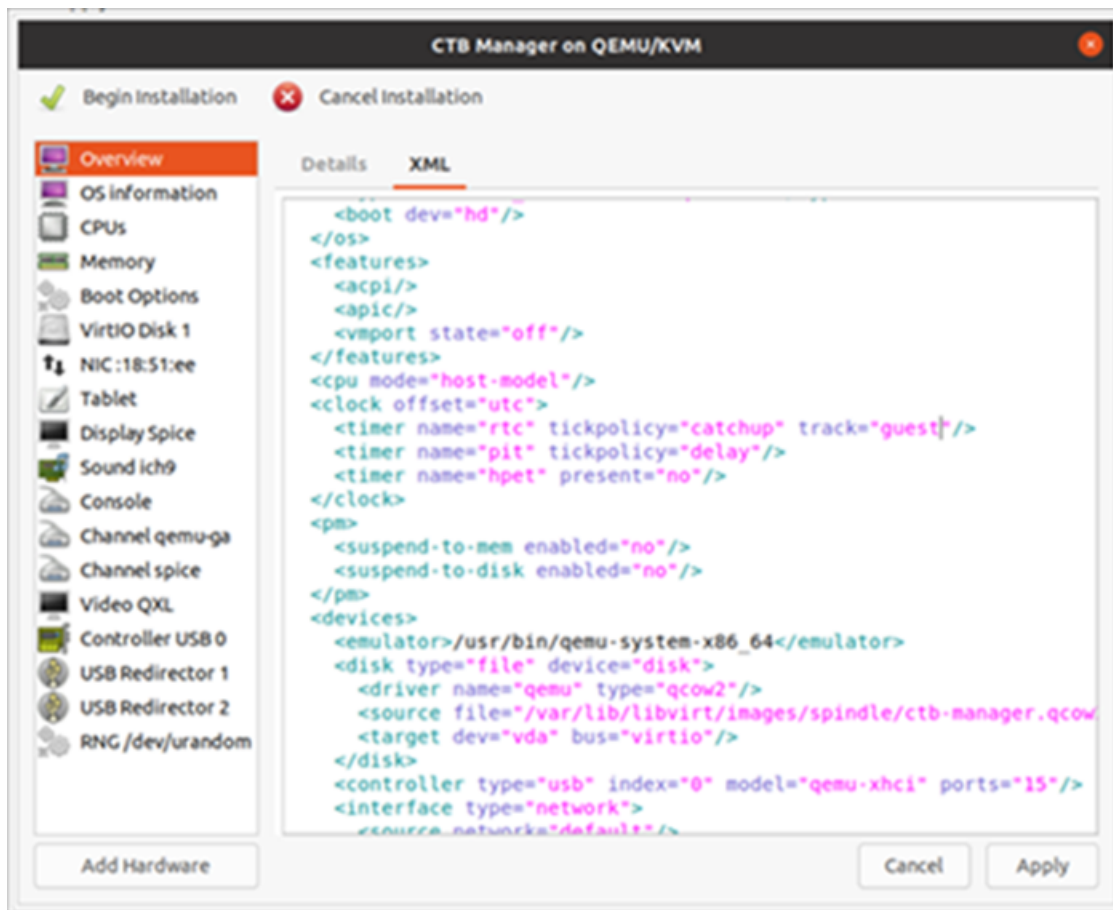 CTB Manager on QEMU/KVM
Begin Installation
Cancel Installation
Overview
OS information
CPUs
Memory
Boot Options
VirtIO Disk 1
NIC :18:51:ee
Tablet
Display Spice
Sound ich9
Console
Channel qemu-ga
Channel spice
Video QXL
Controller USB 0
USB Redirector 1
USB Redirector 2
RNG /dev/urandom
Add Hardware
Details
XML
<boot dev="hd"/>
</os>
<features>
<acpi/>
<apic/>
<vmport state="off"/>
</features>
<cpu mode="host-model"/>
<clock offset="utc">
<timer name="rtc" tickpolicy="catchup" track="guest"/>
<timer name="pit" tickpolicy="delay"/>
<timer name="hpet" present="no"/>
</clock>
<pm>
<suspend-to-mem enabled="no"/>
<suspend-to-disk enabled="no"/>
</pm>
<devices>
<emulator>/usr/bin/qemu-system-x86_64</emulator>
<disk type="file" device="disk">
<driver name="qemu" type="qcow2"/>
<source file="/var/lib/libvirt/images/spindle/ctb-manager.qcow
<target dev="vda" bus="virtio"/>
</disk>
<controller type="usb" index="0" model="qemu-xhci" ports="15"/>
<interface type="network">
<source network="default"/>
Cancel
Apply